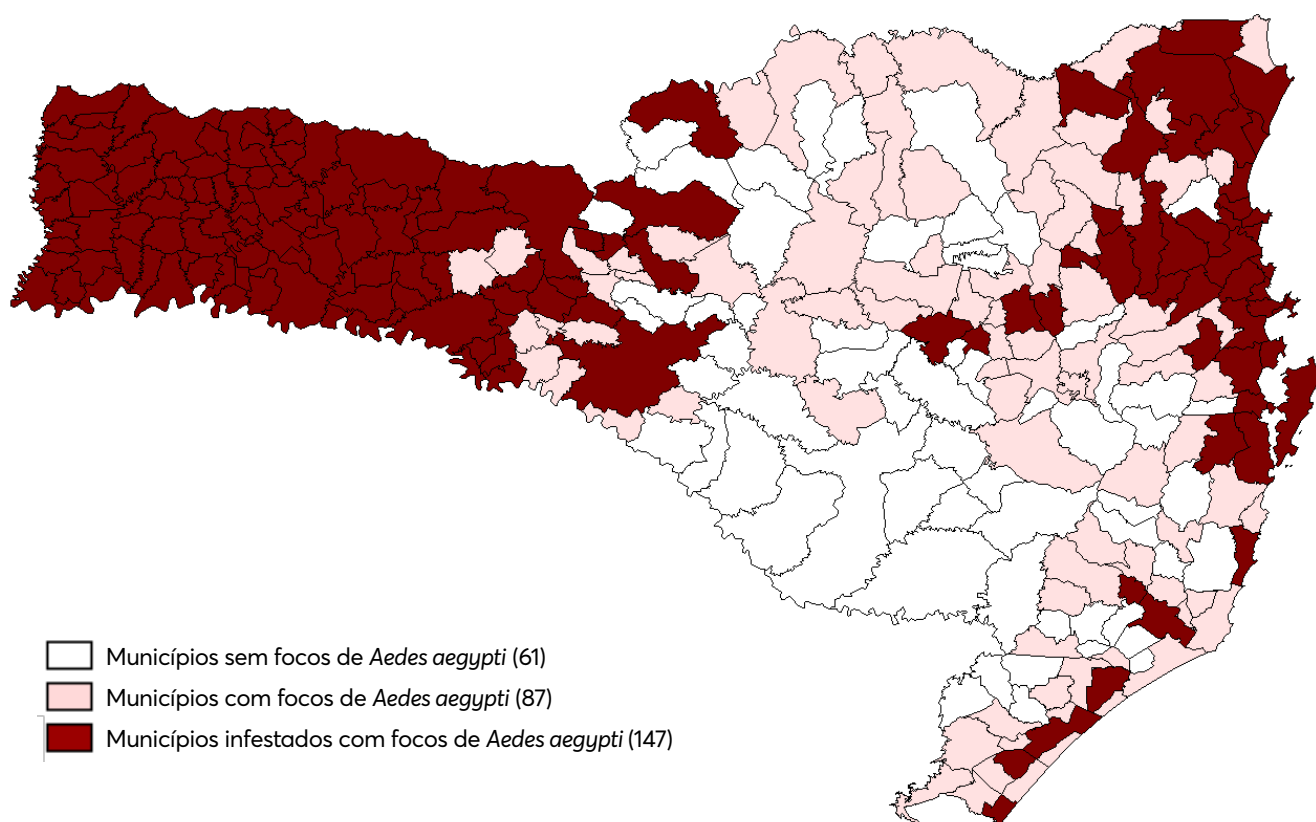 Municípios sem focos de Aedes aegypti (61)
Municípios com focos de Aedes aegypti (87)
Municípios infestados com focos de Aedes aegypti (147)